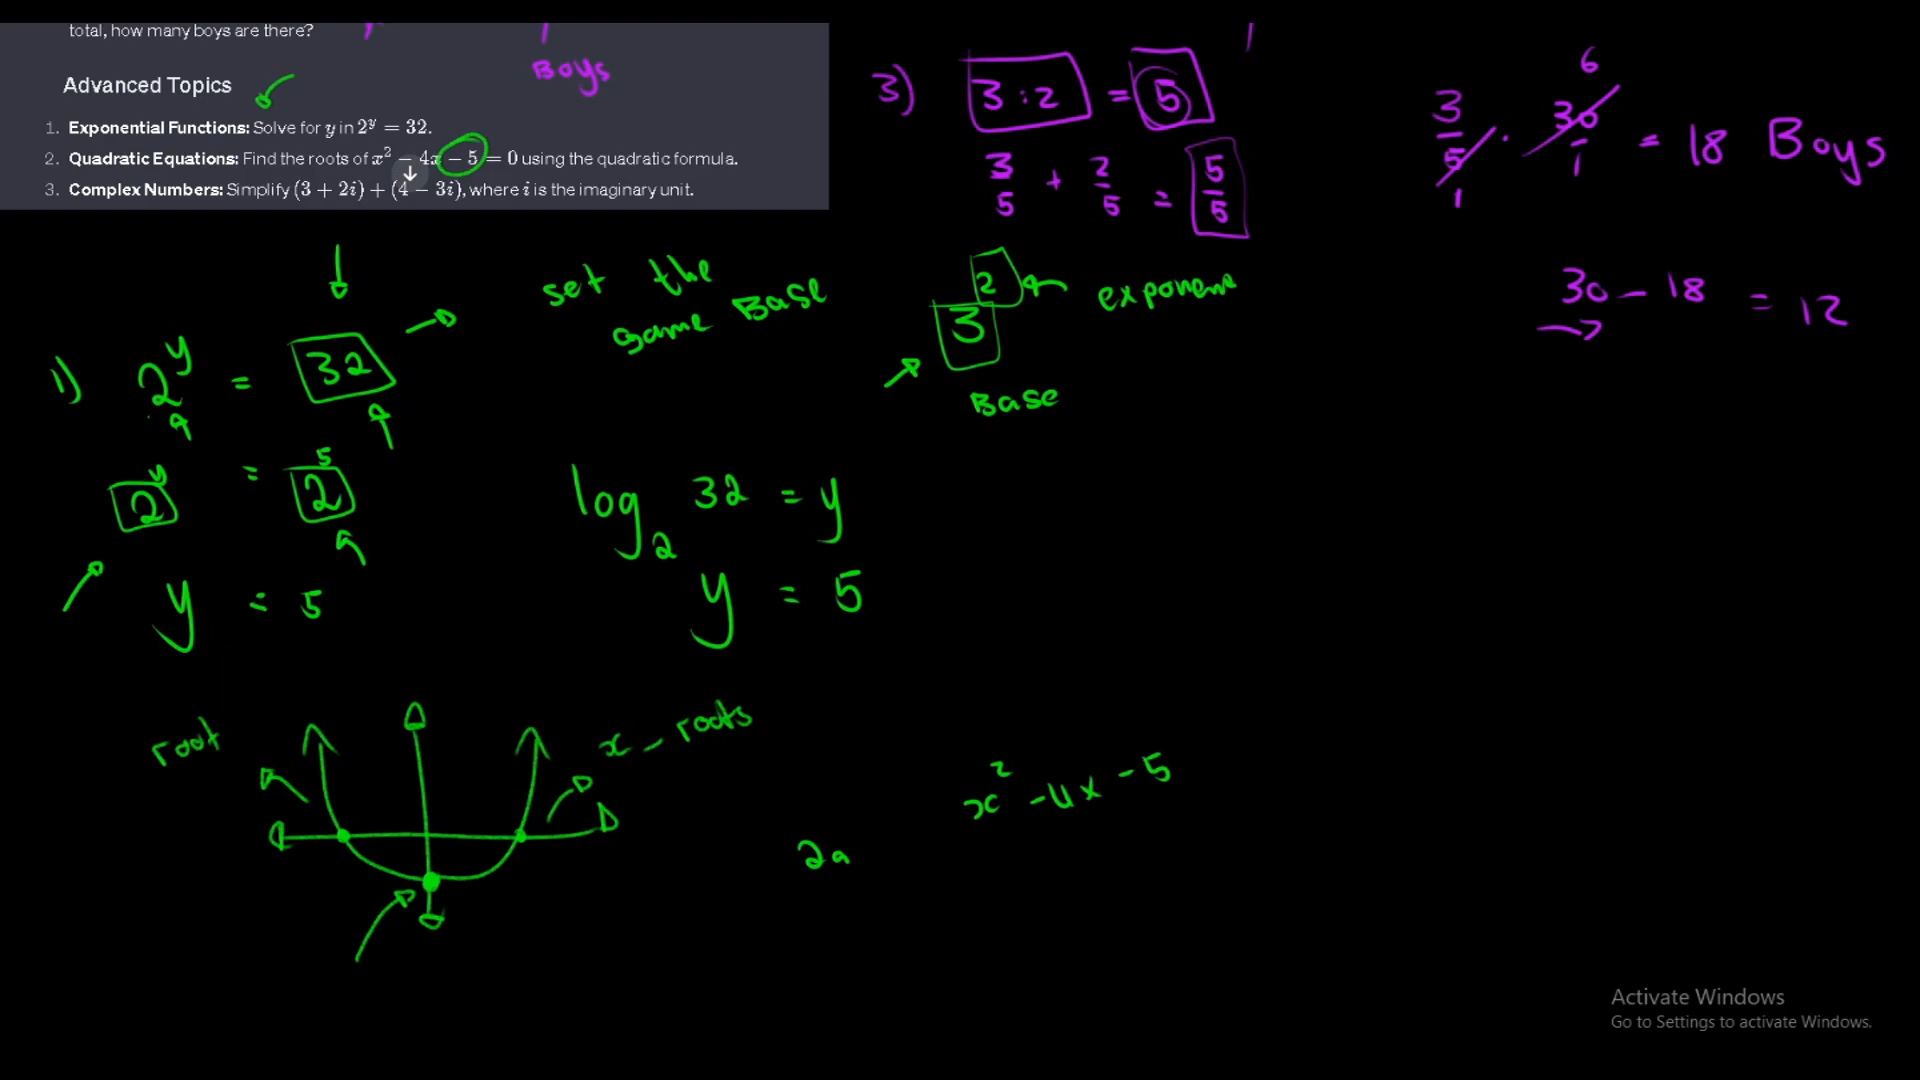 total, how many boys are there?
Boys
Advanced Topics
1. Exponential Functions: Solve for y in 2^y = 32.
2. Quadratic Equations: Find the roots of x² − 4x − 5 = 0 using the quadratic formula.
3. Complex Numbers: Simplify (3 + 2i) + (4 − 3i), where i is the imaginary unit.
3) 3 : 2 = 5
3/5 + 2/5 = 5/5
3/5 · 30/1 = 18 Boys
1 6
30 - 18 = 12
1) 2^y = 32
set the
same Base
3^2
exponent
Base
2^y = 2^5
y = 5
log_2 32 = y
y = 5
root
x - roots
x² - 4x - 5
2a
Activate Windows
Go to Settings to activate Windows.